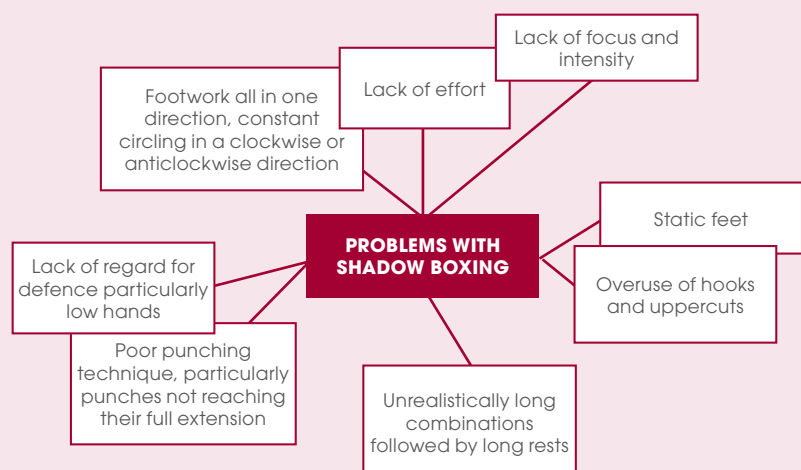 Lack of focus and
intensity
Lack of effort
Footwork all in one
direction, constant
circling in a clockwise or
anticlockwise direction
PROBLEMS WITH
SHADOW BOXING
Static feet
Overuse of hooks
and uppercuts
Lack of regard for
defence particularly
low hands
Poor punching
technique, particularly
punches not reaching
their full extension
Unrealistically long
combinations
followed by long rests